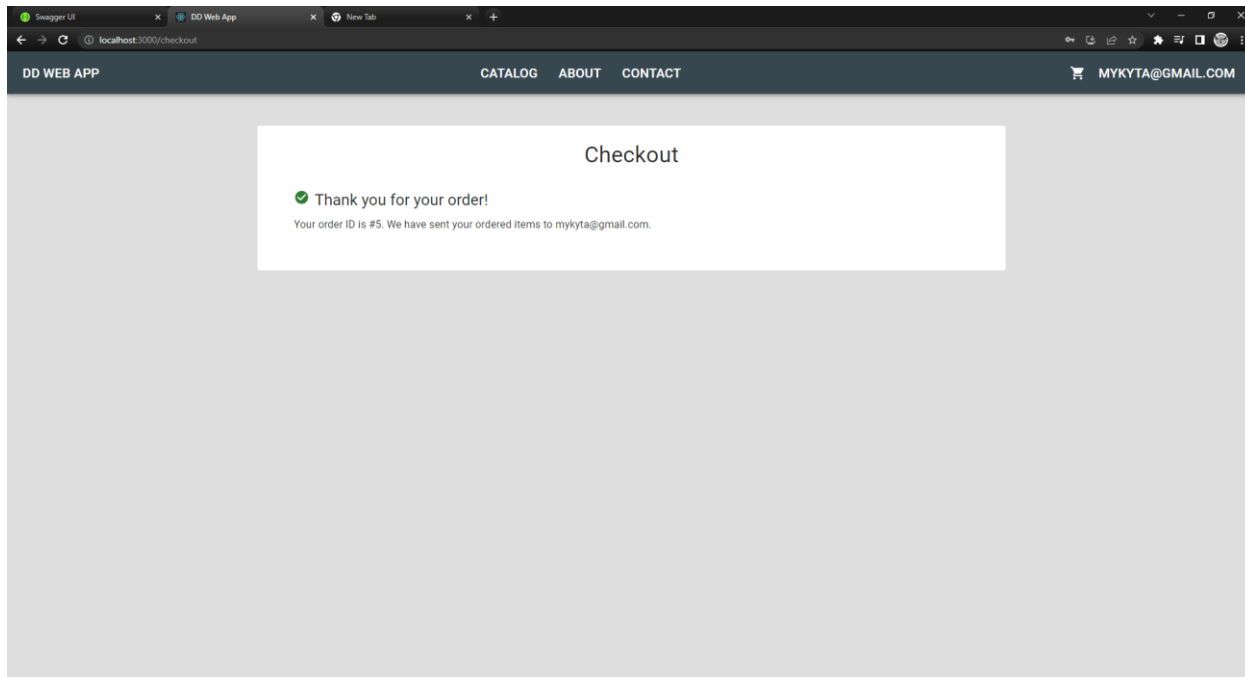 Swagger UI
DD Web App
New Tab
localhost:3000/checkout
DD WEB APP
CATALOG ABOUT CONTACT
MYKYTA@GMAIL.COM
Checkout
Thank you for your order!
Your order ID is #5. We have sent your ordered items to mykyta@gmail.com.